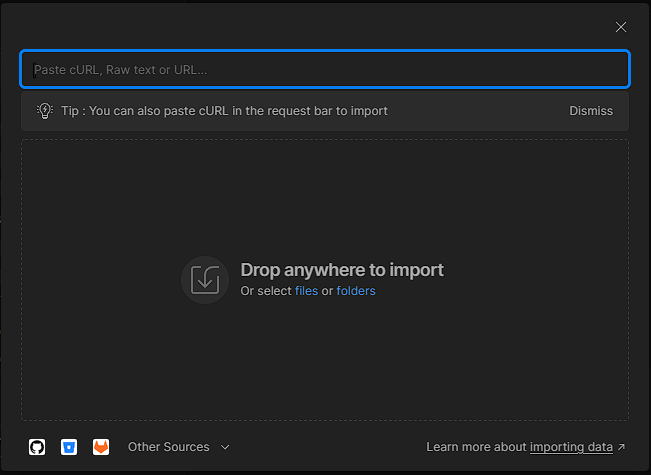 Paste cURL, Raw text or URL...
Tip : You can also paste cURL in the request bar to import
Dismiss
Drop anywhere to import
Or select files or folders
Other Sources
Learn more about importing data ↗